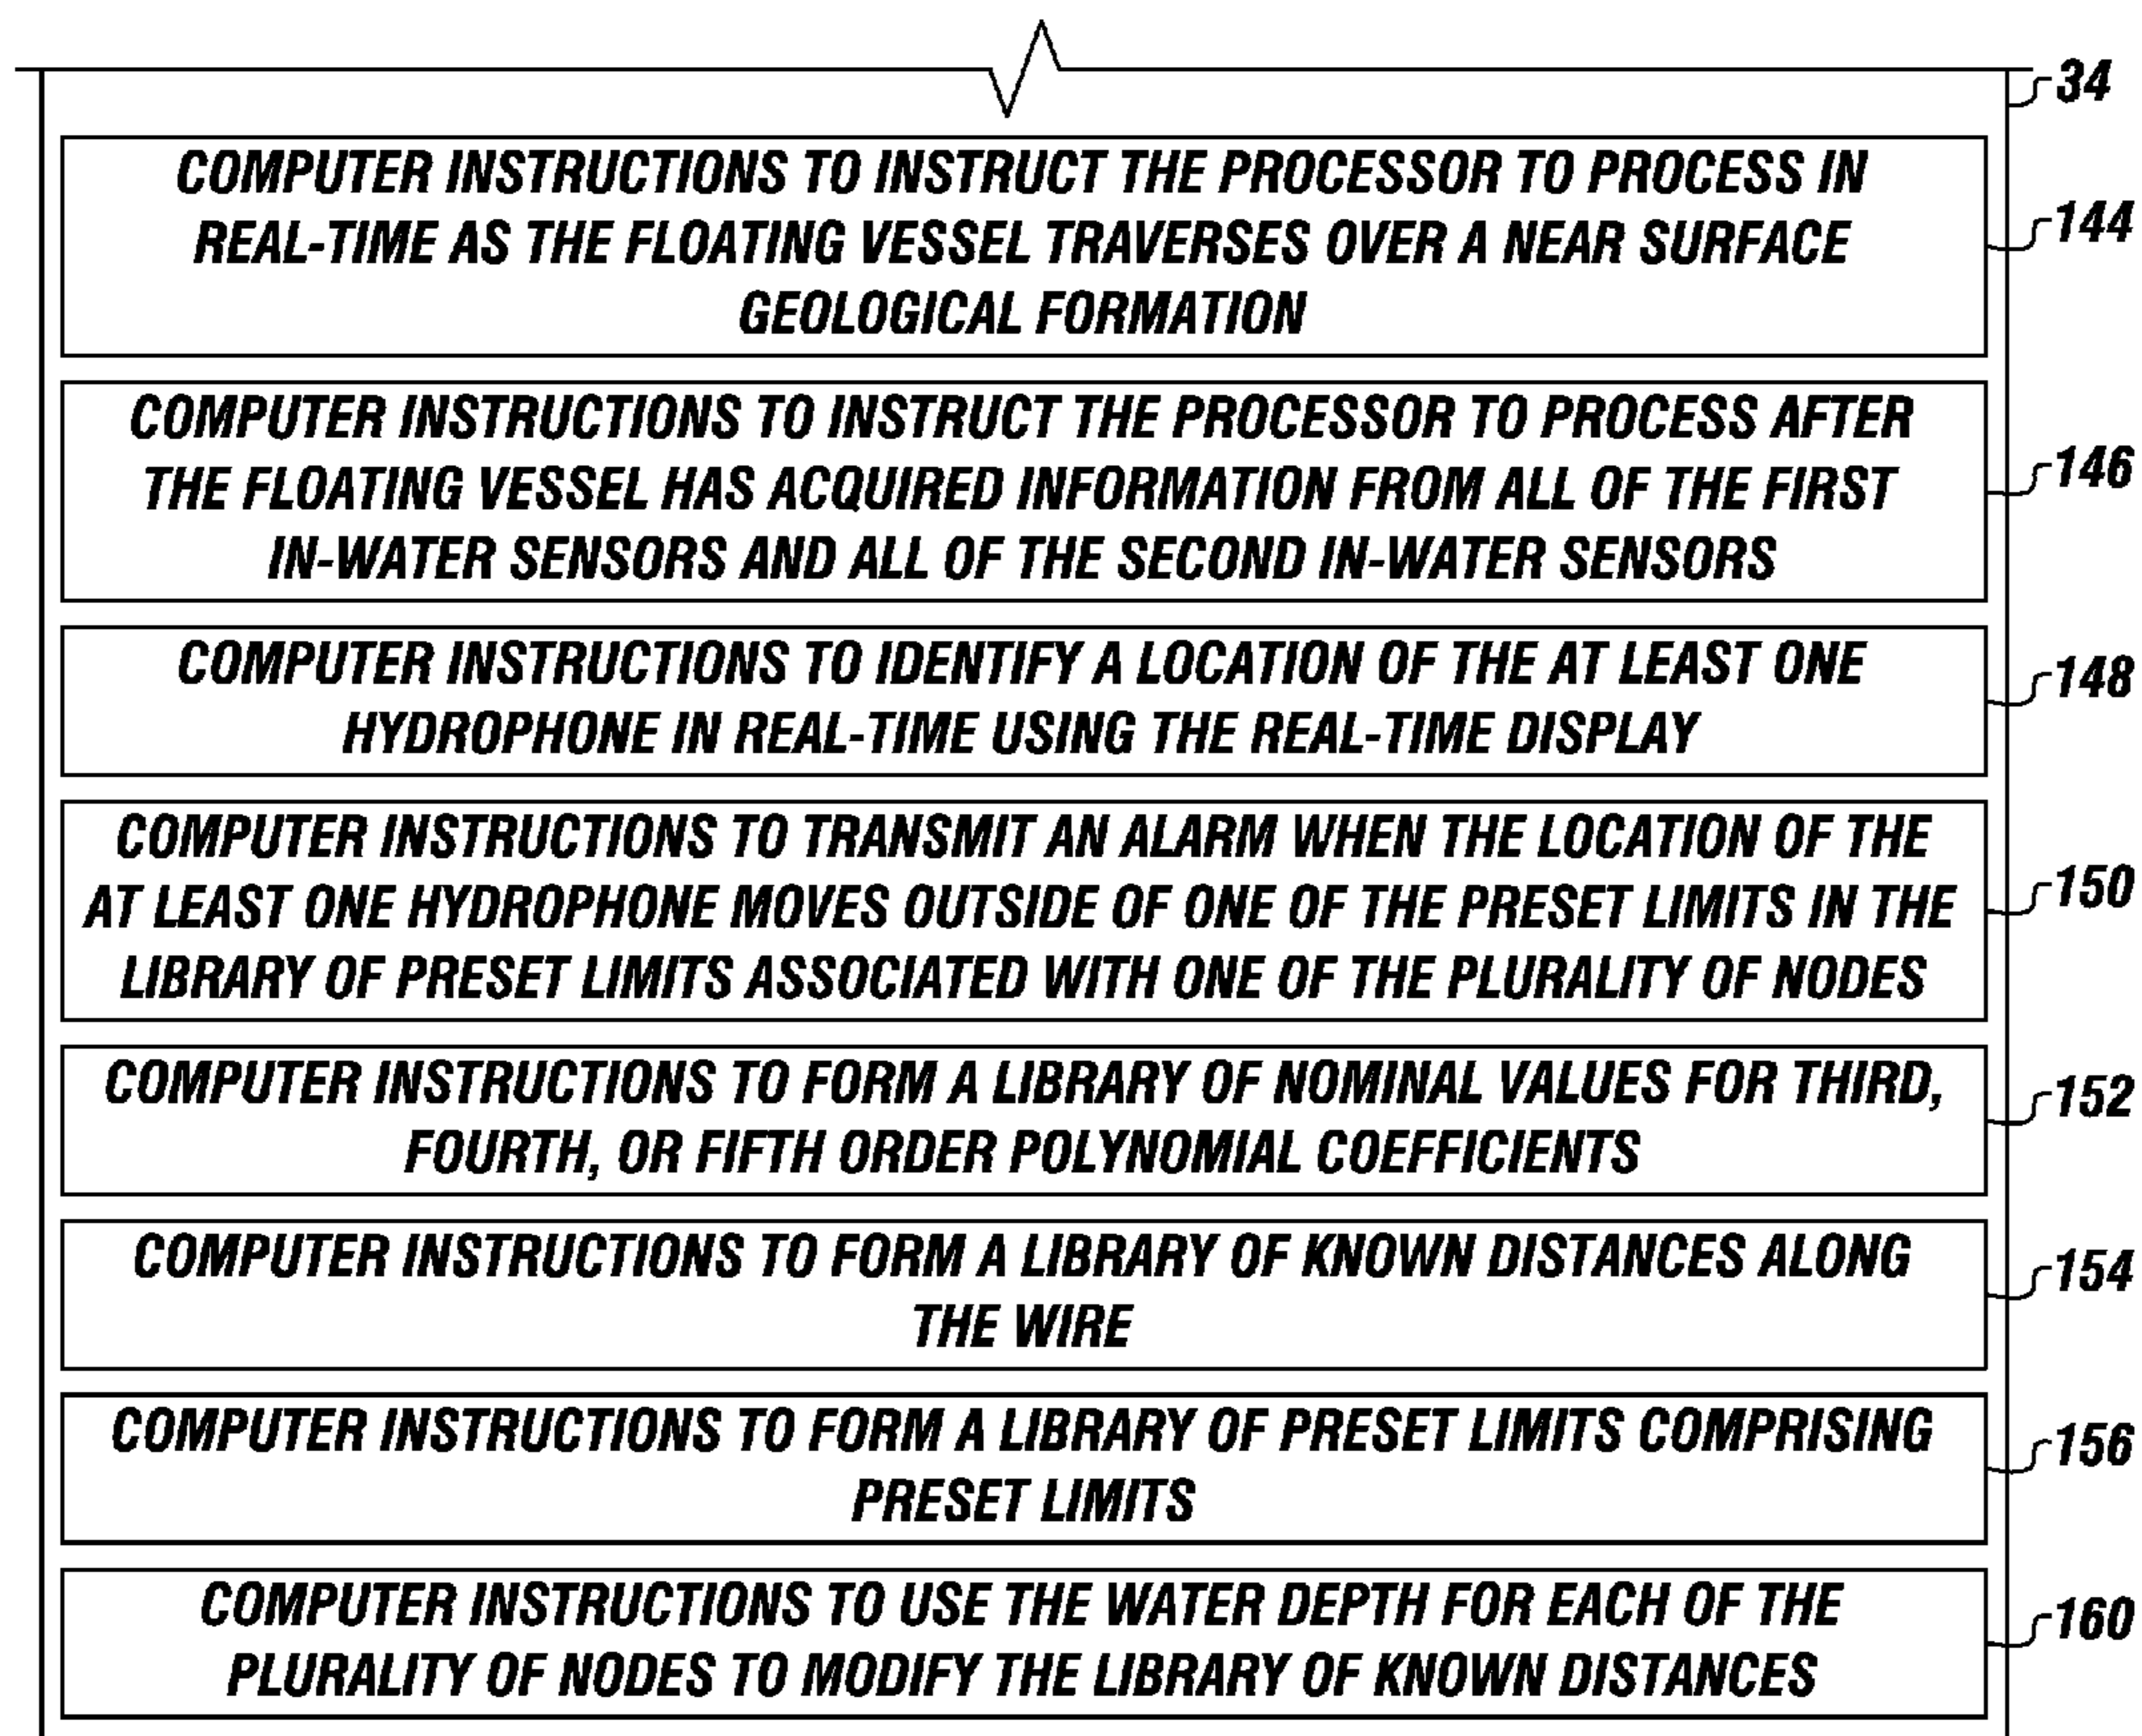 34
COMPUTER INSTRUCTIONS TO INSTRUCT THE PROCESSOR TO PROCESS IN
REAL-TIME AS THE FLOATING VESSEL TRAVERSES OVER A NEAR SURFACE
GEOLOGICAL FORMATION
144
COMPUTER INSTRUCTIONS TO INSTRUCT THE PROCESSOR TO PROCESS AFTER
THE FLOATING VESSEL HAS ACQUIRED INFORMATION FROM ALL OF THE FIRST
IN-WATER SENSORS AND ALL OF THE SECOND IN-WATER SENSORS
146
COMPUTER INSTRUCTIONS TO IDENTIFY A LOCATION OF THE AT LEAST ONE
HYDROPHONE IN REAL-TIME USING THE REAL-TIME DISPLAY
148
COMPUTER INSTRUCTIONS TO TRANSMIT AN ALARM WHEN THE LOCATION OF THE
AT LEAST ONE HYDROPHONE MOVES OUTSIDE OF ONE OF THE PRESET LIMITS IN THE
LIBRARY OF PRESET LIMITS ASSOCIATED WITH ONE OF THE PLURALITY OF NODES
150
COMPUTER INSTRUCTIONS TO FORM A LIBRARY OF NOMINAL VALUES FOR THIRD,
FOURTH, OR FIFTH ORDER POLYNOMIAL COEFFICIENTS
152
COMPUTER INSTRUCTIONS TO FORM A LIBRARY OF KNOWN DISTANCES ALONG
THE WIRE
154
COMPUTER INSTRUCTIONS TO FORM A LIBRARY OF PRESET LIMITS COMPRISING
PRESET LIMITS
156
COMPUTER INSTRUCTIONS TO USE THE WATER DEPTH FOR EACH OF THE
PLURALITY OF NODES TO MODIFY THE LIBRARY OF KNOWN DISTANCES
160